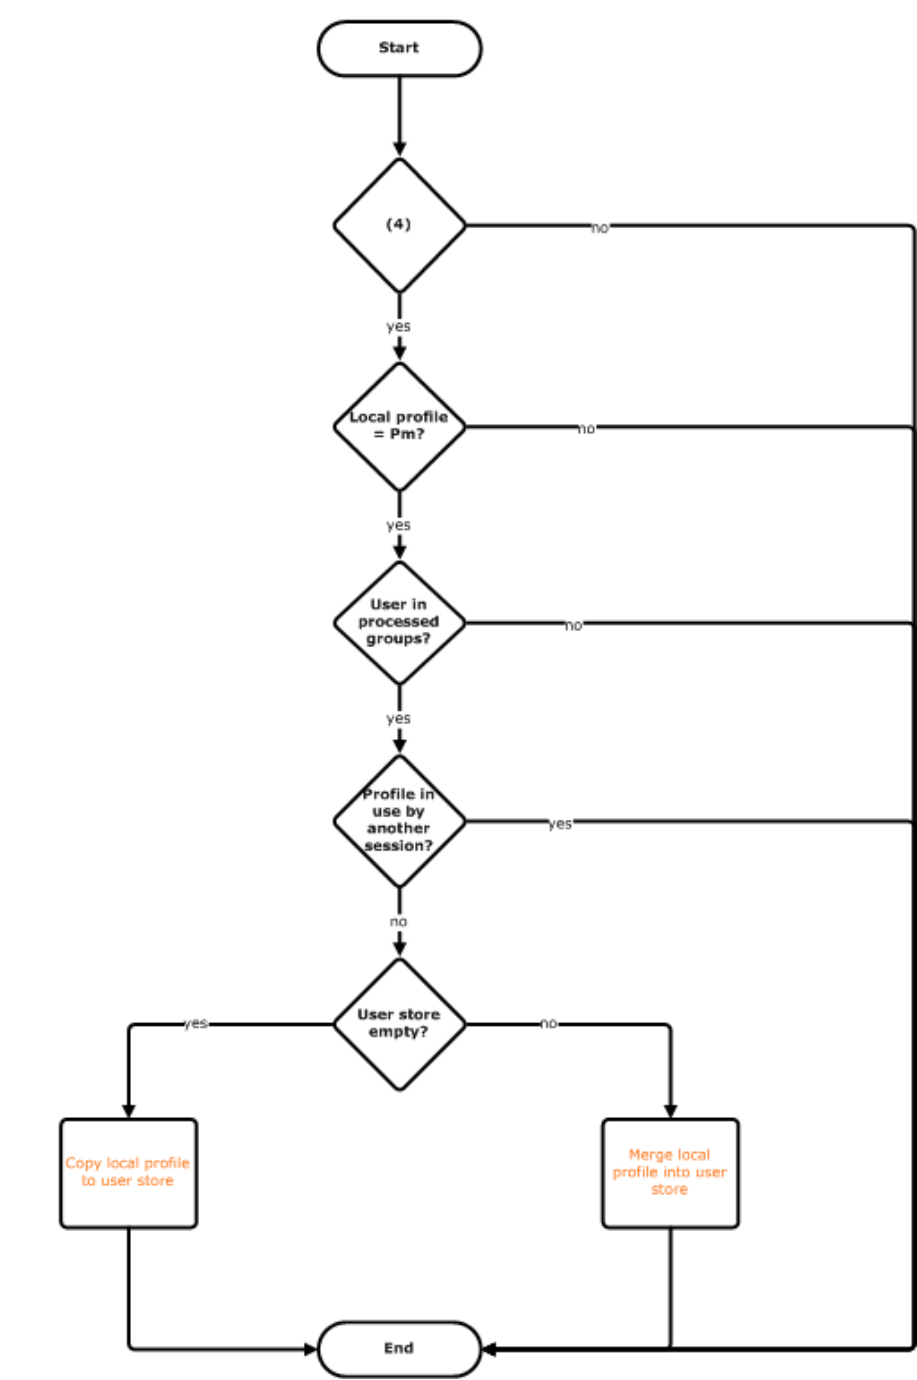 Start
(4)
no
yes
Local profile
= Pm?
no
yes
User in
processed
groups?
no
yes
Profile in
use by
another
session?
yes
no
User store
empty?
yes
no
Copy local profile
to user store
Merge local
profile into user
store
End